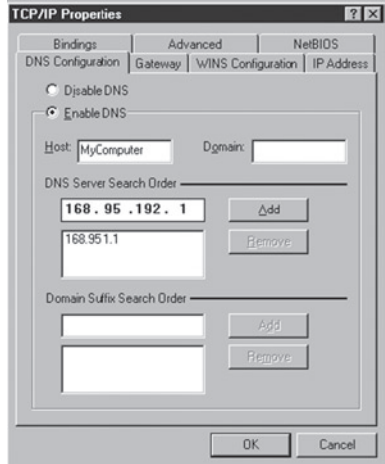 TCP/IP Properties
Bindings Advanced NetBIOS
DNS Configuration Gateway WINS Configuration IP Address
Disable DNS
Enable DNS
Host: MyComputer Domain:
DNS Server Search Order
168.95.192.1 Add
168.951.1 Remove
Domain Suffix Search Order
Add
Remove
OK Cancel